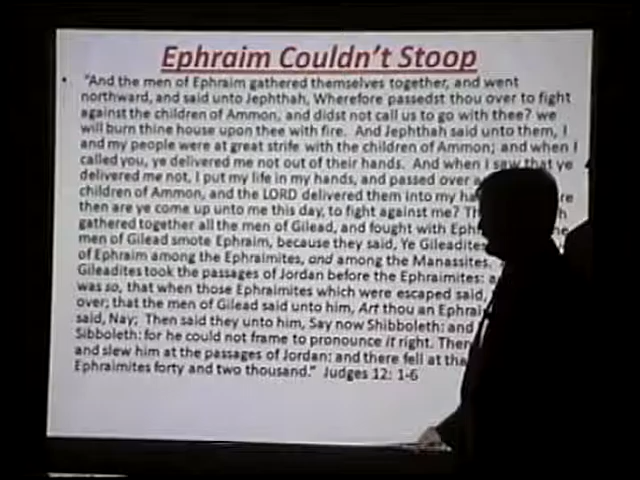 Ephraim Couldn't Stoop
• "And the men of Ephraim gathered themselves together, and went
northward, and said unto Jephthah, Wherefore passedst thou over to fight
against the children of Ammon, and didst not call us to go with thee? we
will burn thine house upon thee with fire. And Jephthah said unto them, I
and my people were at great strife with the children of Ammon; and when I
called you, ye delivered me not out of their hands. And when I saw that ye
delivered me not, I put my life in my hands, and passed over
children of Ammon, and the LORD delivered them into my
then are ye come up unto me this day, to fight against me?
gathered together all the men of Gilead, and fought with
men of Gilead smote Ephraim, because they said, Ye Gileadites
of Ephraim among the Ephraimites, and among the Manassites.
Gileadites took the passages of Jordan before the Ephraimites:
was so, that when those Ephraimites which were escaped said,
over; that the men of Gilead said unto him, Art thou an
said, Nay; Then said they unto him, Say now Shibboleth: and
Sibboleth: for he could not frame to pronounce it right.
and slew him at the passages of Jordan: and there fell at
Ephraimites forty and two thousand." Judges 12: 1-6